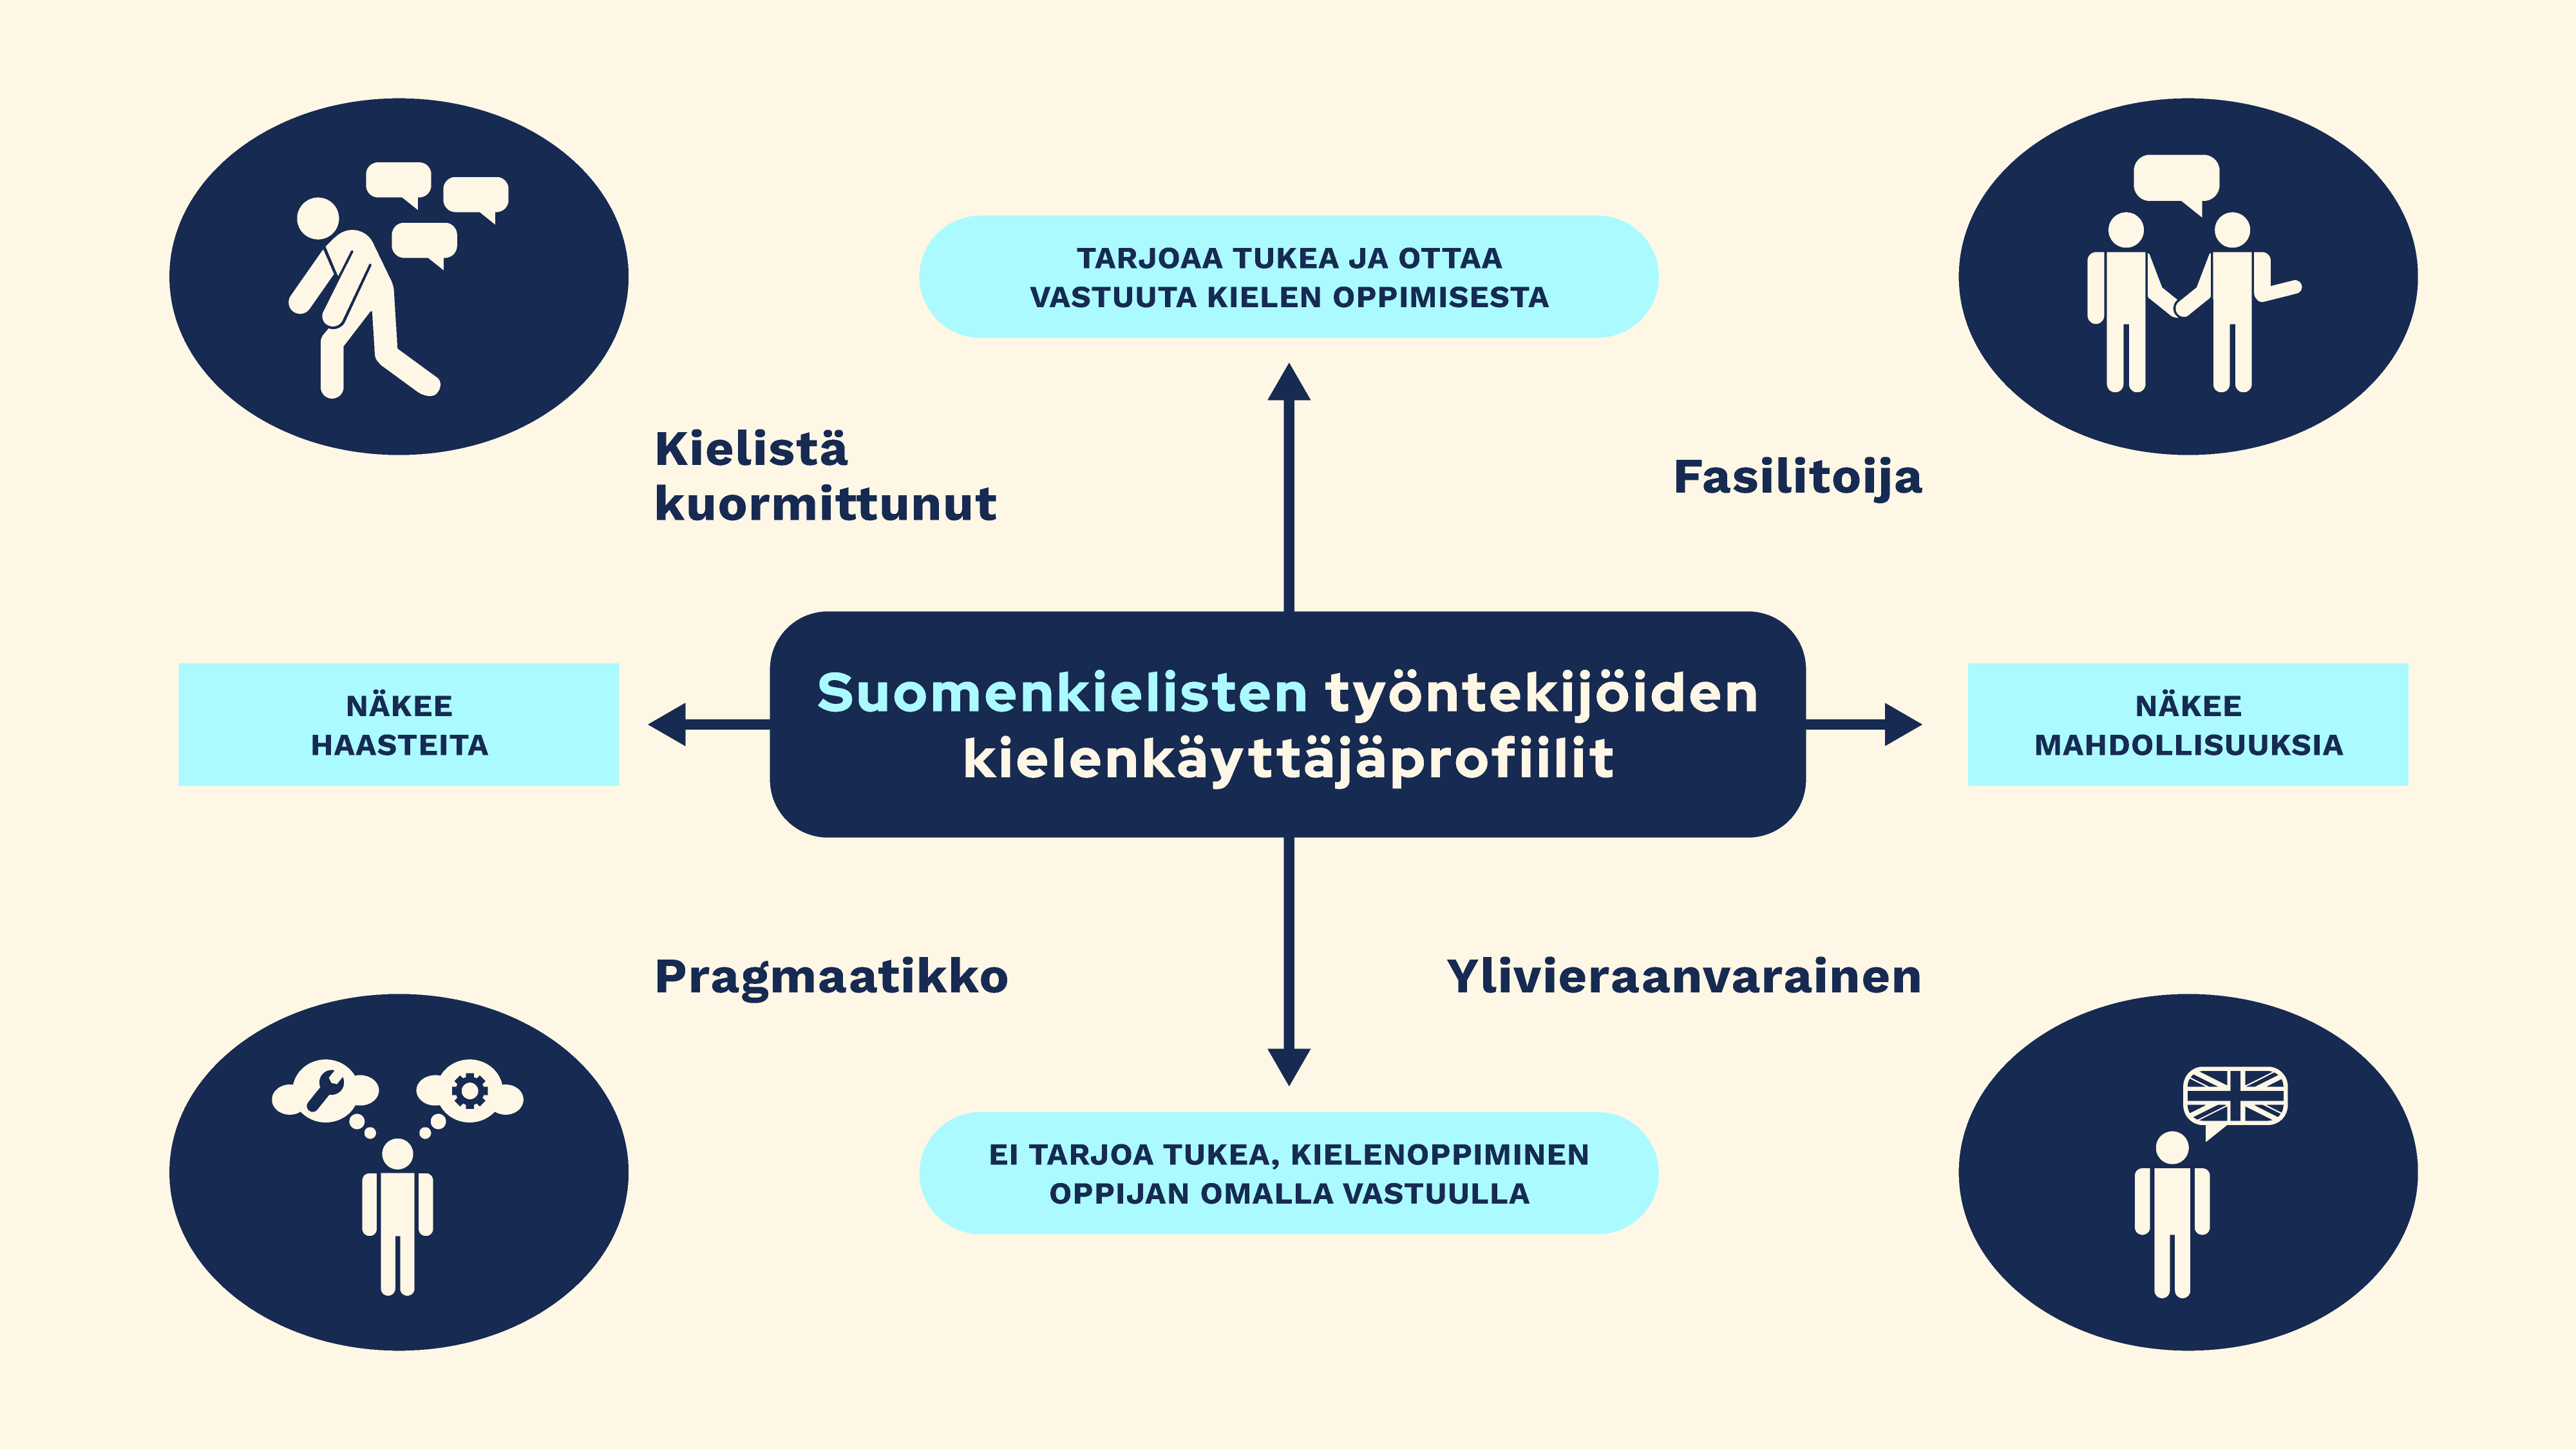 TARJOAA TUKEA JA OTTAA
VASTUUTA KIELEN OPPIMISESTA
Kielistä
kuormittunut
Fasilitoija
NÄKEE
HAASTEITA
Suomenkielisten työntekijöiden
kielenkäyttäjäprofiilit
NÄKEE
MAHDOLLISUUKSIA
Pragmaatikko
Ylivieraanvarainen
EI TARJOA TUKEA, KIELENOPPIMINEN
OPPIJAN OMALLA VASTUULLA